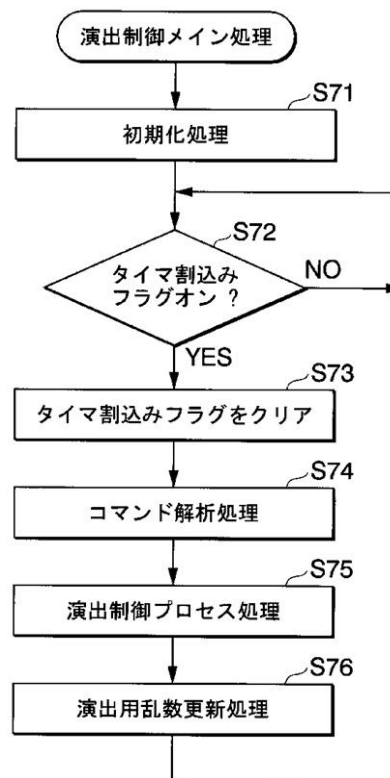 演出制御メイン処理
S71
初期化処理
S72
タイマ割込み
フラグオン ?
NO
YES
S73
タイマ割込みフラグをクリア
S74
コマンド解析処理
S75
演出制御プロセス処理
S76
演出用乱数更新処理